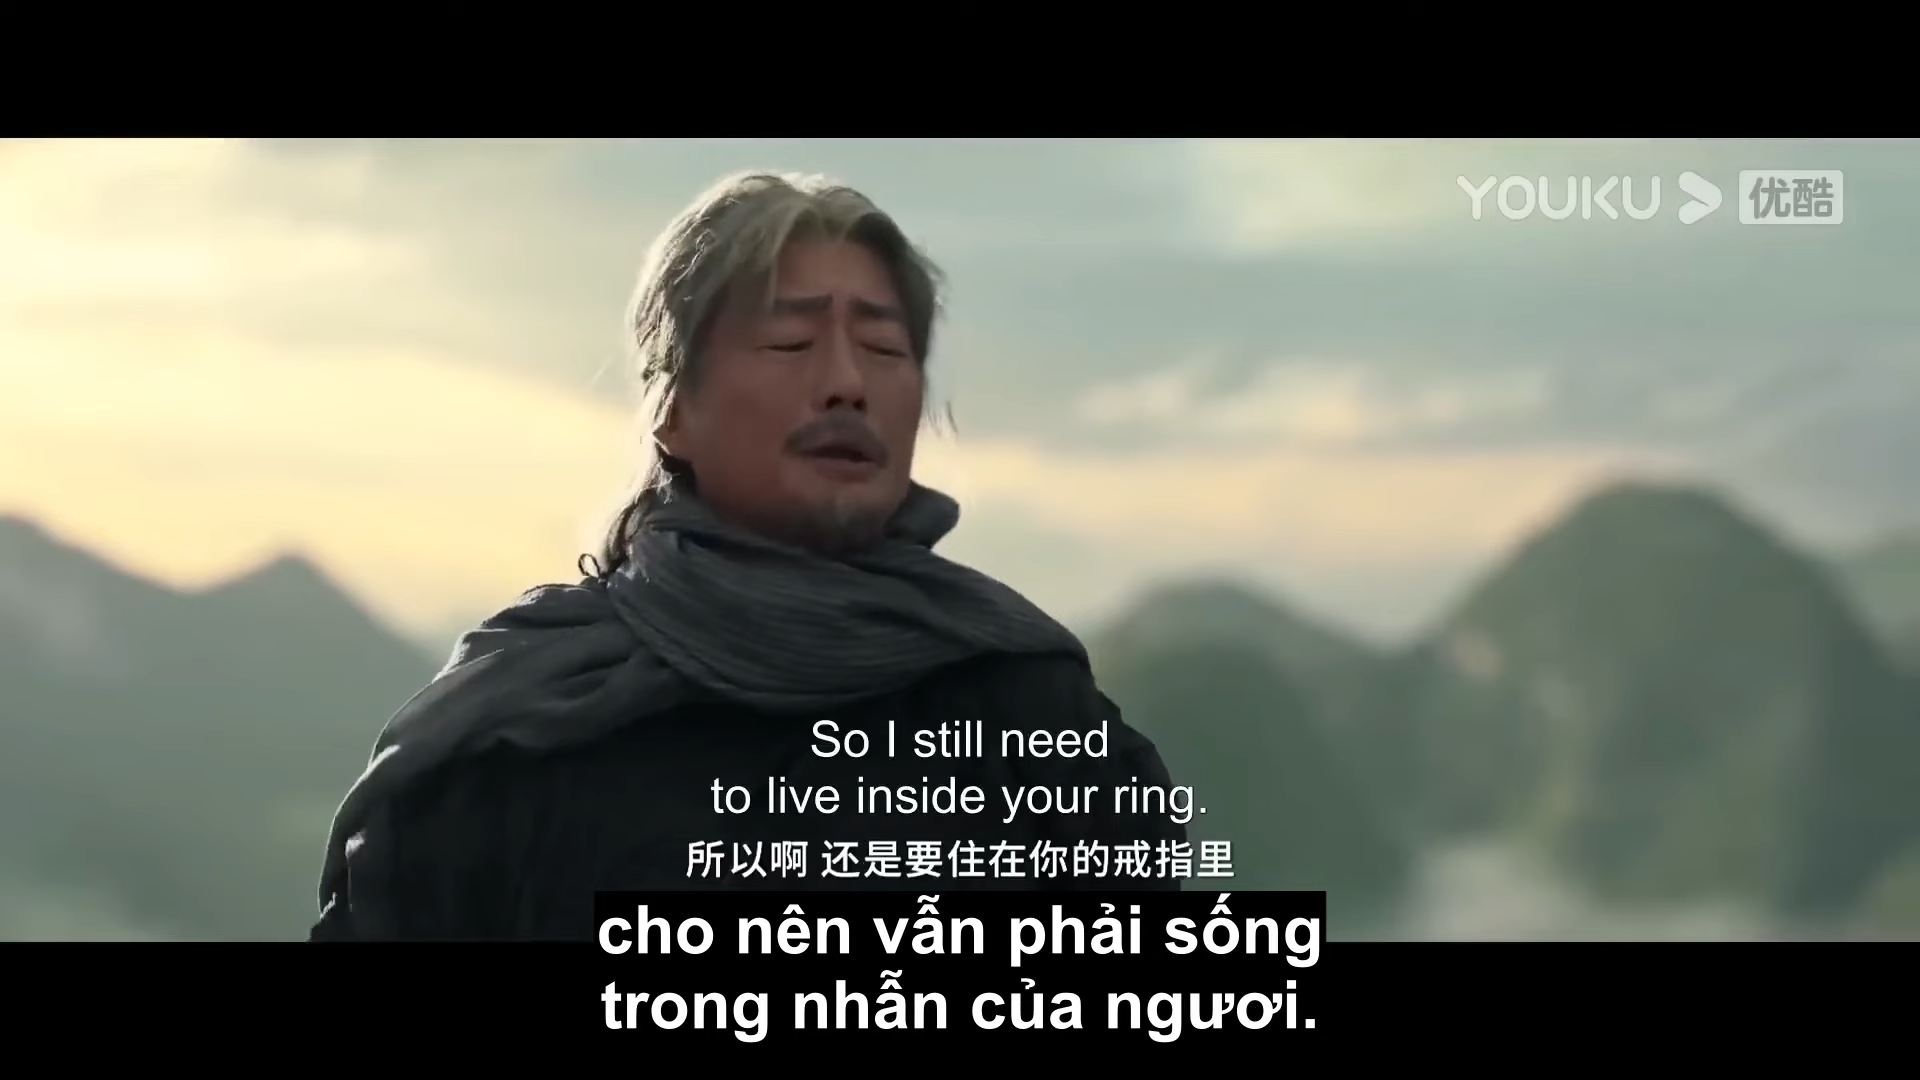 YOUKU 优酷
So I still need
to live inside your ring.
所以啊 还是要住在你的戒指里
cho nên vẫn phải sống
trong nhẫn của ngươi.